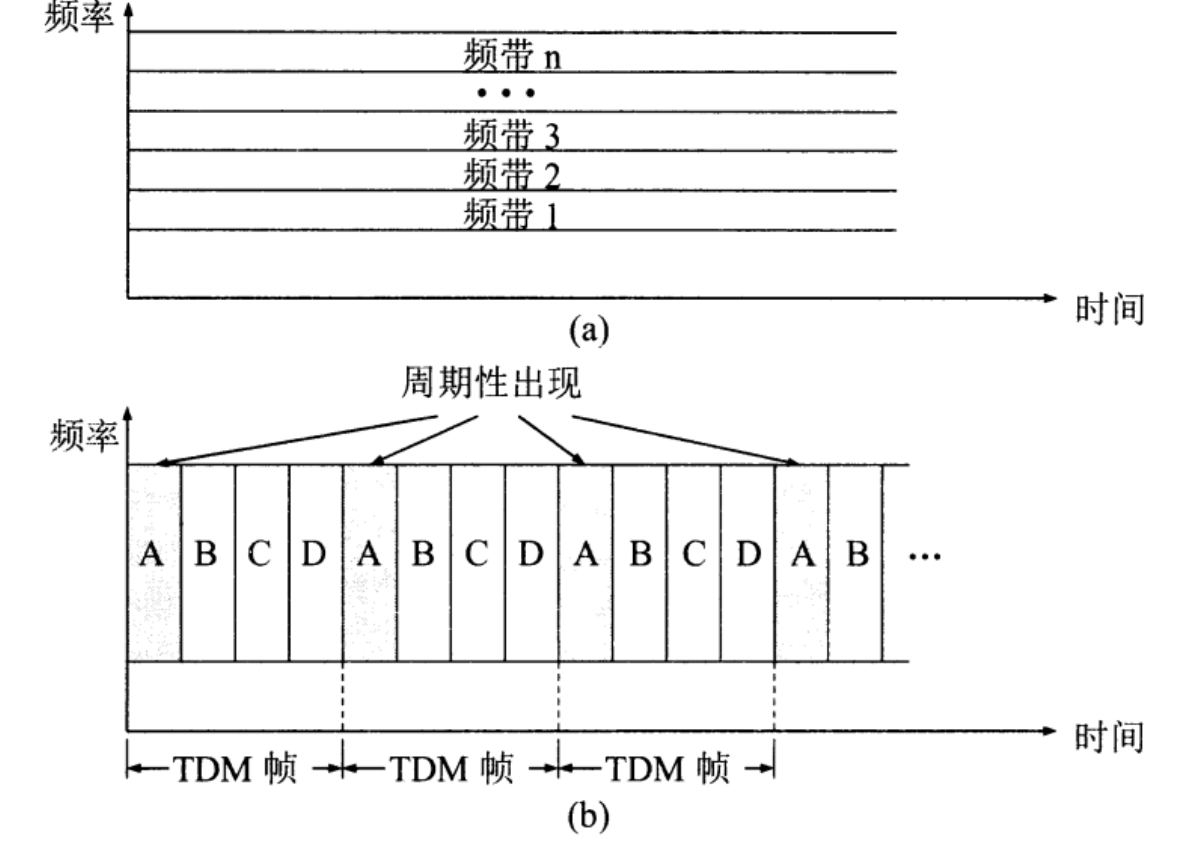 频率
频带 n
• • •
频带 3
频带 2
频带 1
时间
(a)
周期性出现
频率
A B C D A B C D A B C D A B ...
时间
TDM 帧 TDM 帧 TDM 帧
(b)